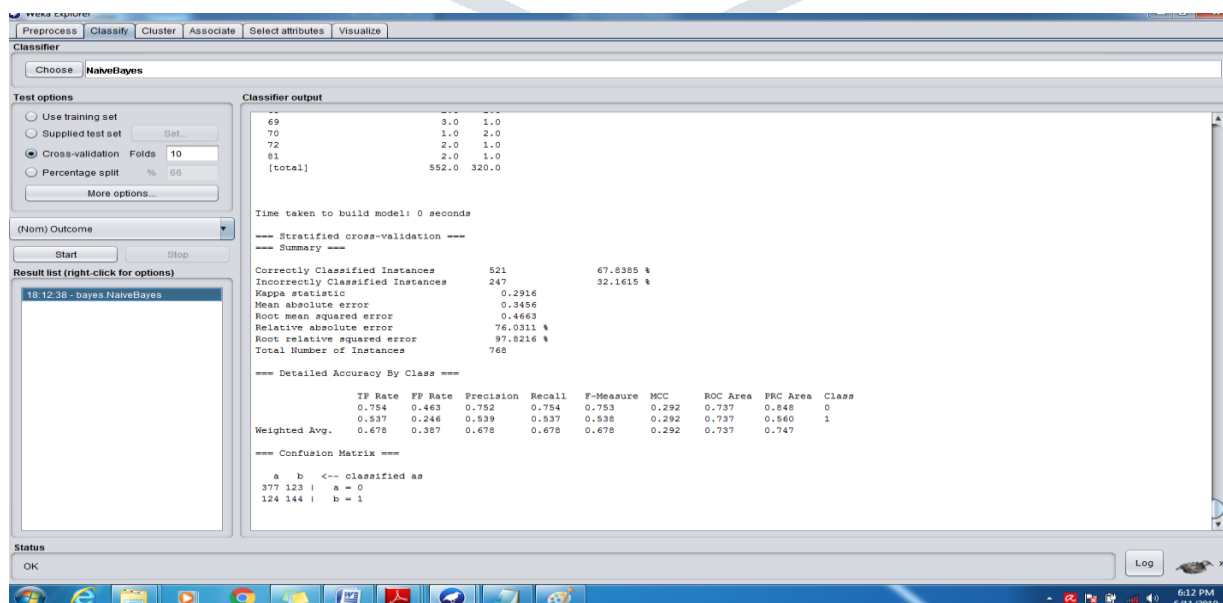 Weka Explorer
Preprocess Classify Cluster Associate Select attributes Visualize
Classifier
Choose NaiveBayes
Test options
Use training set
Supplied test set Set...
Cross-validation Folds 10
Percentage split % 66
More options...
(Nom) Outcome
Start Stop
Result list (right-click for options)
18:12:38 - bayes.NaiveBayes
Classifier output
69 3.0 1.0
70 1.0 2.0
72 2.0 1.0
81 2.0 1.0
[total] 552.0 320.0
Time taken to build model: 0 seconds
=== Stratified cross-validation ===
=== Summary ===
Correctly Classified Instances 521 67.8385 %
Incorrectly Classified Instances 247 32.1615 %
Kappa statistic 0.2916
Mean absolute error 0.3456
Root mean squared error 0.4663
Relative absolute error 76.0311 %
Root relative squared error 97.8216 %
Total Number of Instances 768
=== Detailed Accuracy By Class ===
TP Rate FP Rate Precision Recall F-Measure MCC ROC Area PRC Area Class
0.754 0.463 0.752 0.754 0.753 0.292 0.737 0.848 0
0.537 0.246 0.539 0.537 0.538 0.292 0.737 0.560 1
Weighted Avg. 0.678 0.387 0.678 0.678 0.678 0.292 0.737 0.747
=== Confusion Matrix ===
a b <-- classified as
377 123 | a = 0
124 144 | b = 1
Status
OK
Log
x
6:12 PM